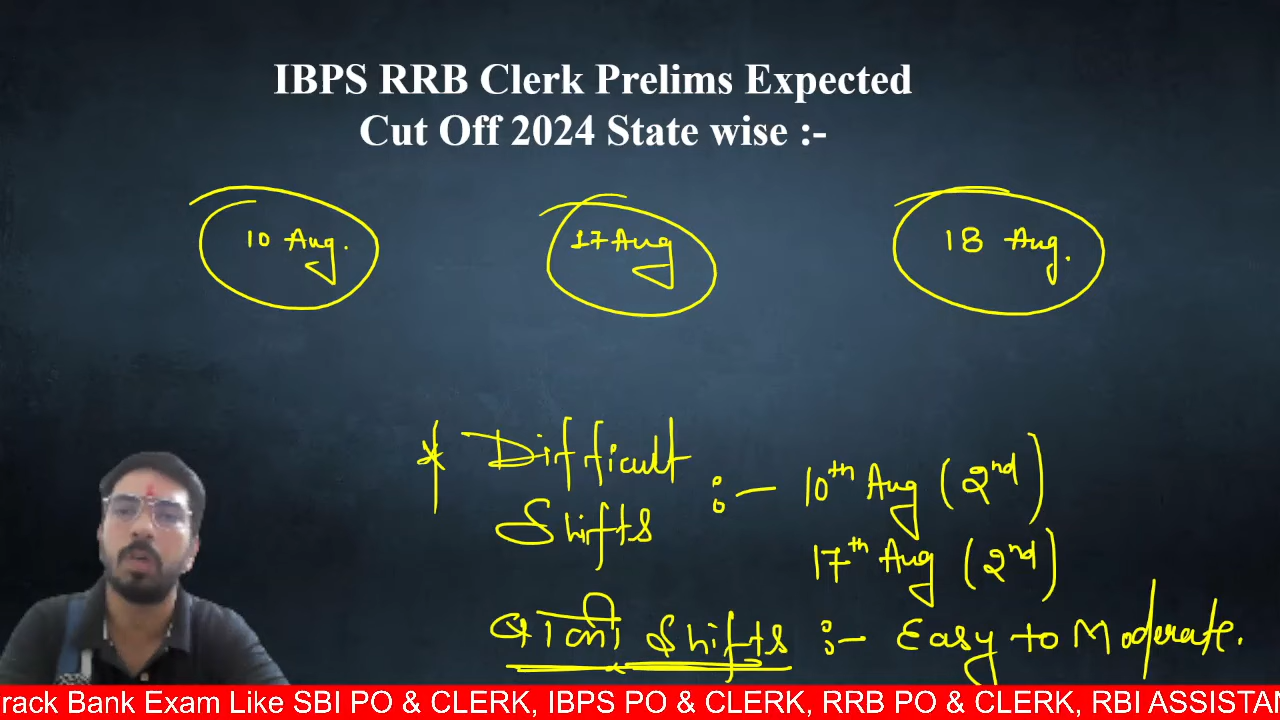 IBPS RRB Clerk Prelims Expected
Cut Off 2024 State wise :-
10 Aug. 17 Aug 18 Aug.
* Difficult Shifts :- 10th Aug (2nd)
17th Aug (2nd)
बाकी Shifts :- Easy to Moderate.
rack Bank Exam Like SBI PO & CLERK, IBPS PO & CLERK, RRB PO & CLERK, RBI ASSISTAN